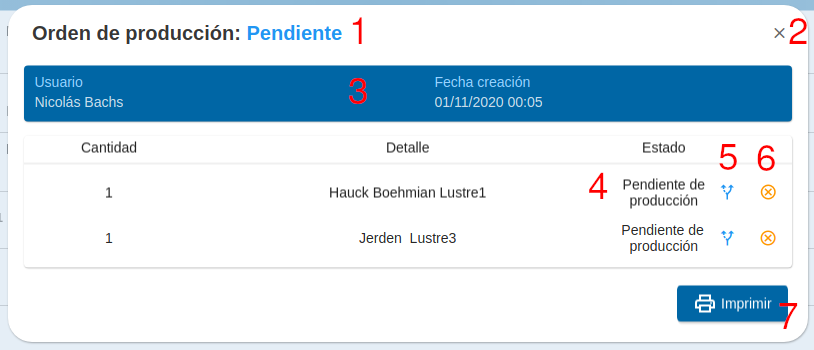 Orden de producción: Pendiente 1
2
Usuario
Nicolás Bachs
3
Fecha creación
01/11/2020 00:05
Cantidad Detalle Estado 5 6
1 Hauck Boehmian Lustre1 4 Pendiente de
producción
1 Jerden Lustre3 Pendiente de
producción
Imprimir 7